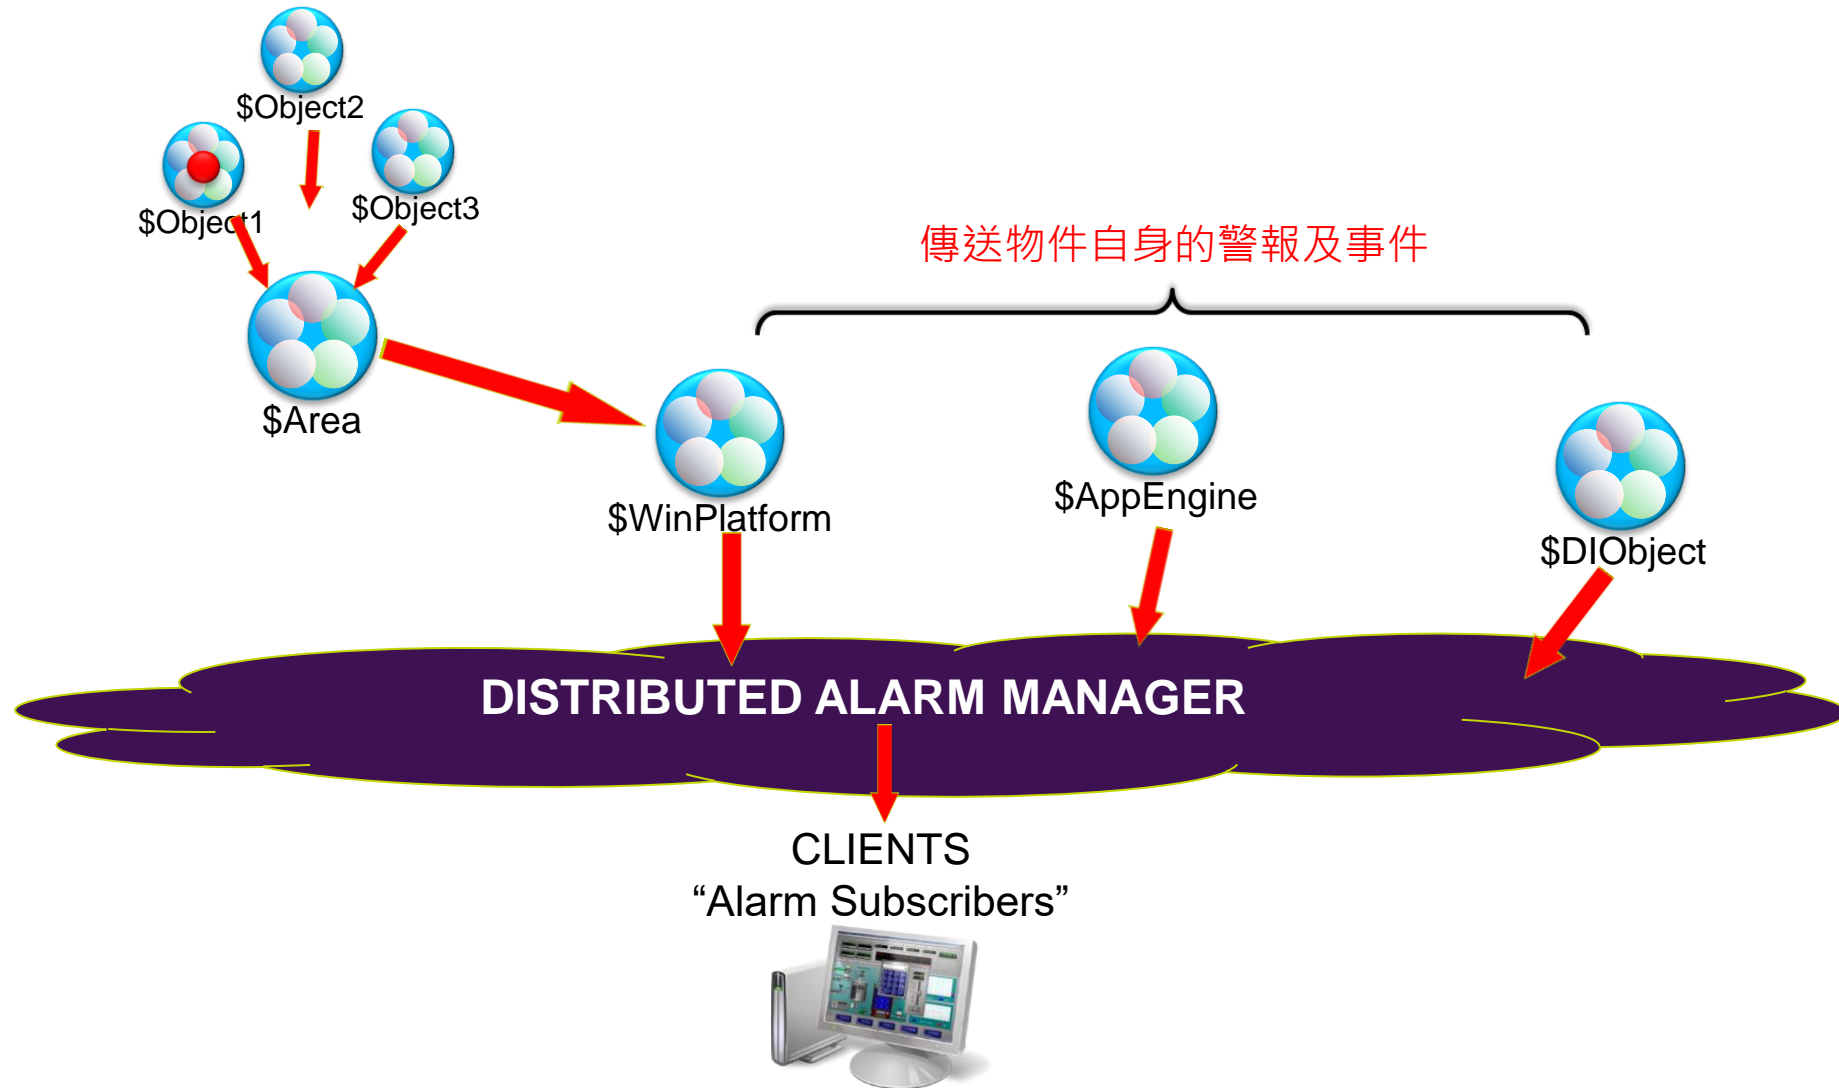 $Object2
$Object1
$Object3
傳送物件自身的警報及事件
$Area
$WinPlatform
$AppEngine
$DIObject
DISTRIBUTED ALARM MANAGER
CLIENTS
“Alarm Subscribers”